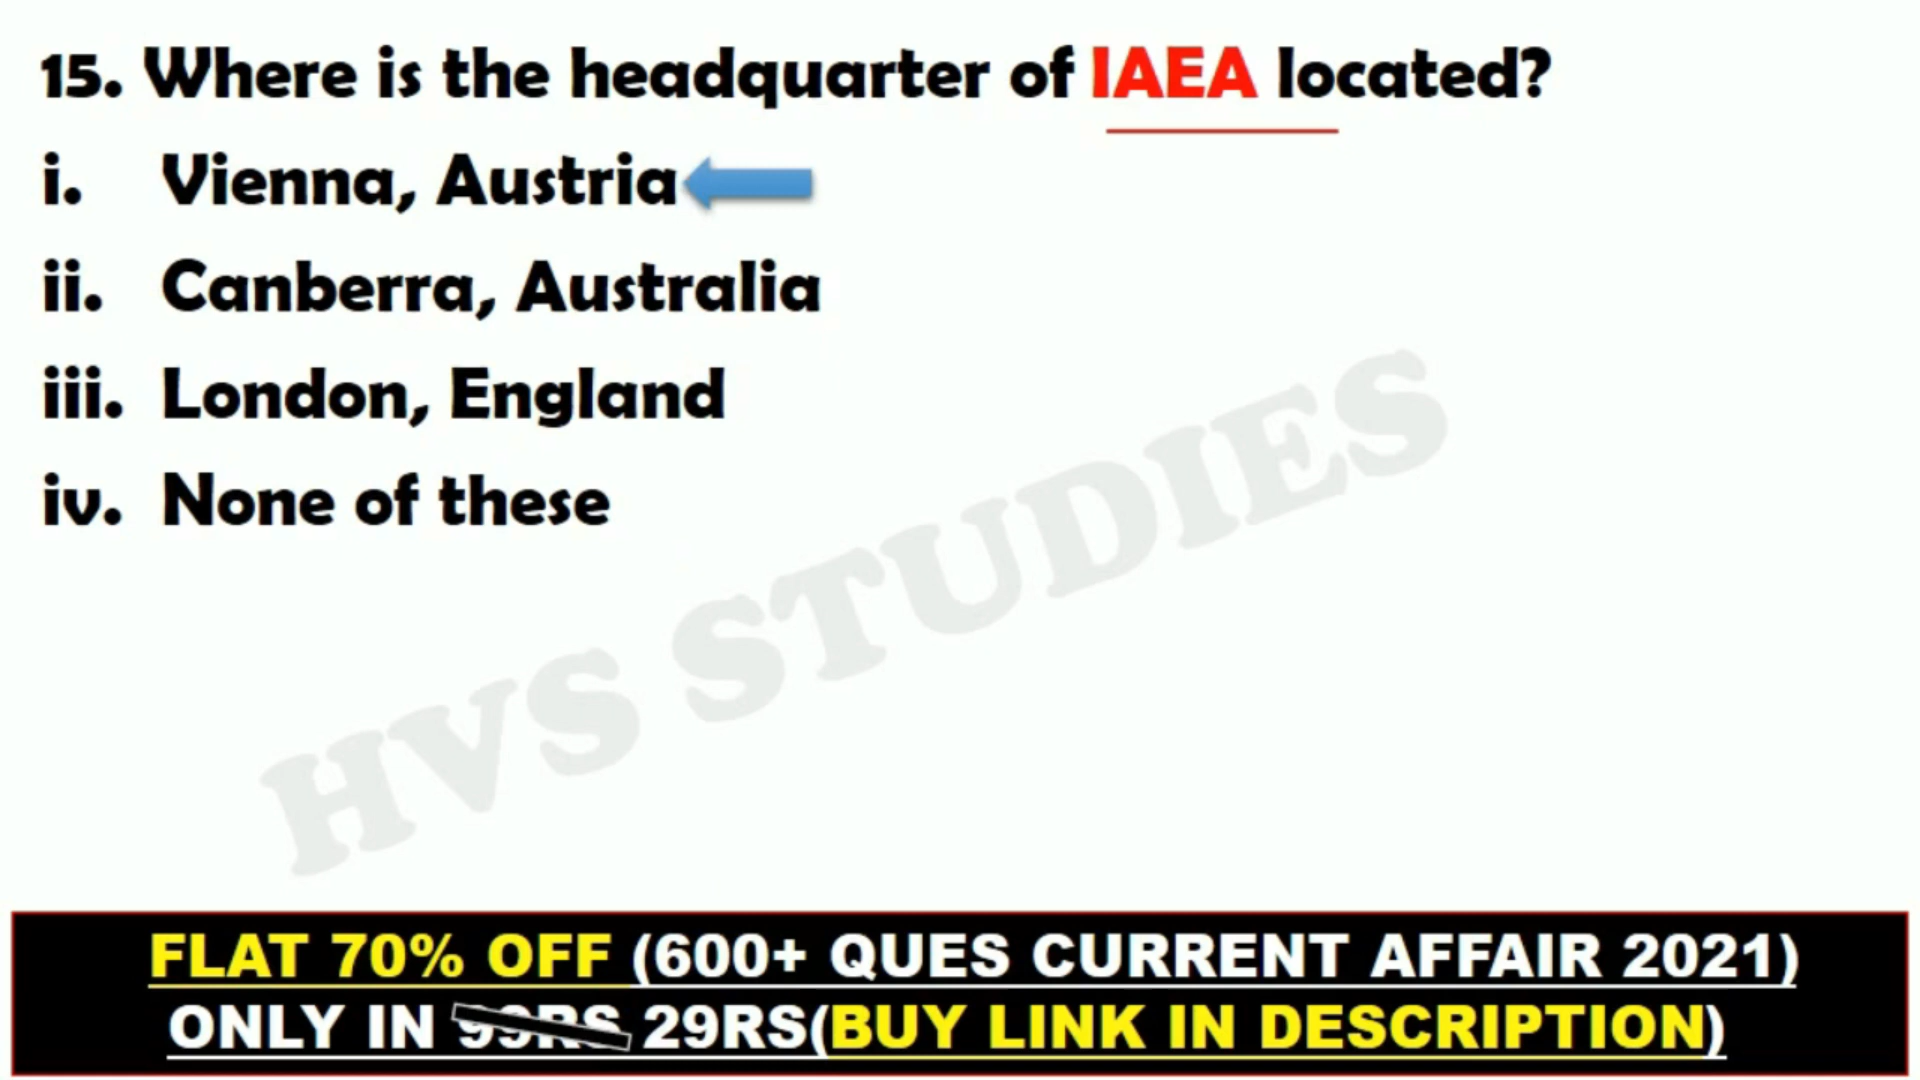 15. Where is the headquarter of IAEA located?
i. Vienna, Austria
ii. Canberra, Australia
iii. London, England
iv. None of these
HVS STUDIES
FLAT 70% OFF (600+ QUES CURRENT AFFAIR 2021)
ONLY IN 99RS 29RS(BUY LINK IN DESCRIPTION)